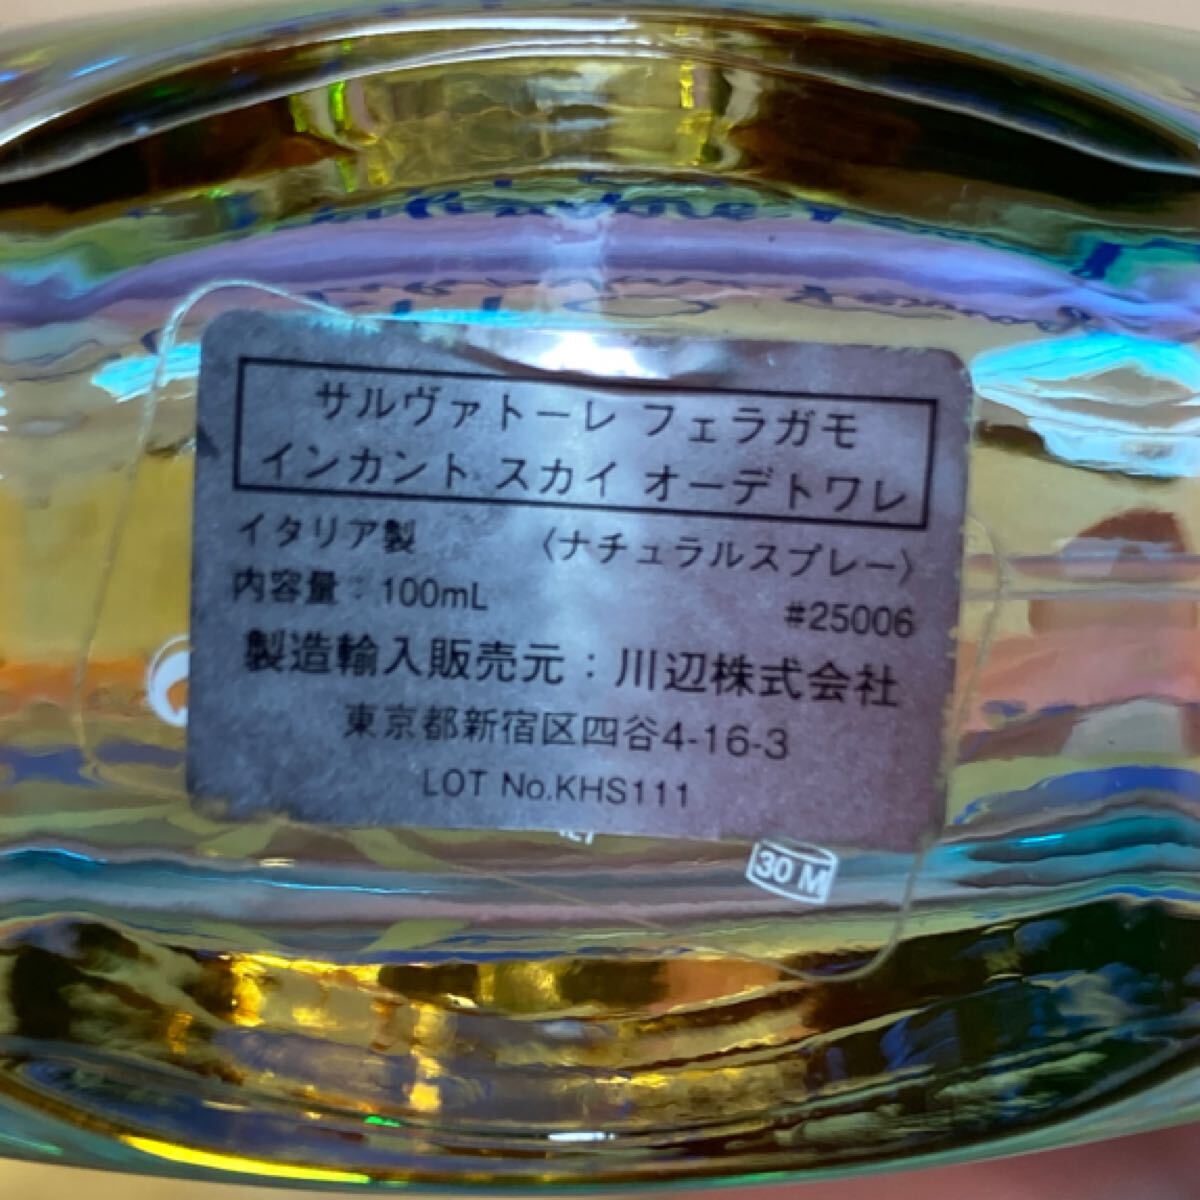 サルヴァトーレ フェラガモ
インカント スカイ オーデトワレ
イタリア製 〈ナチュラルスプレー〉
内容量：100mL #25006
製造輸入販売元：川辺株式会社
東京都新宿区四谷4-16-3
LOT No.KHS111
30 M